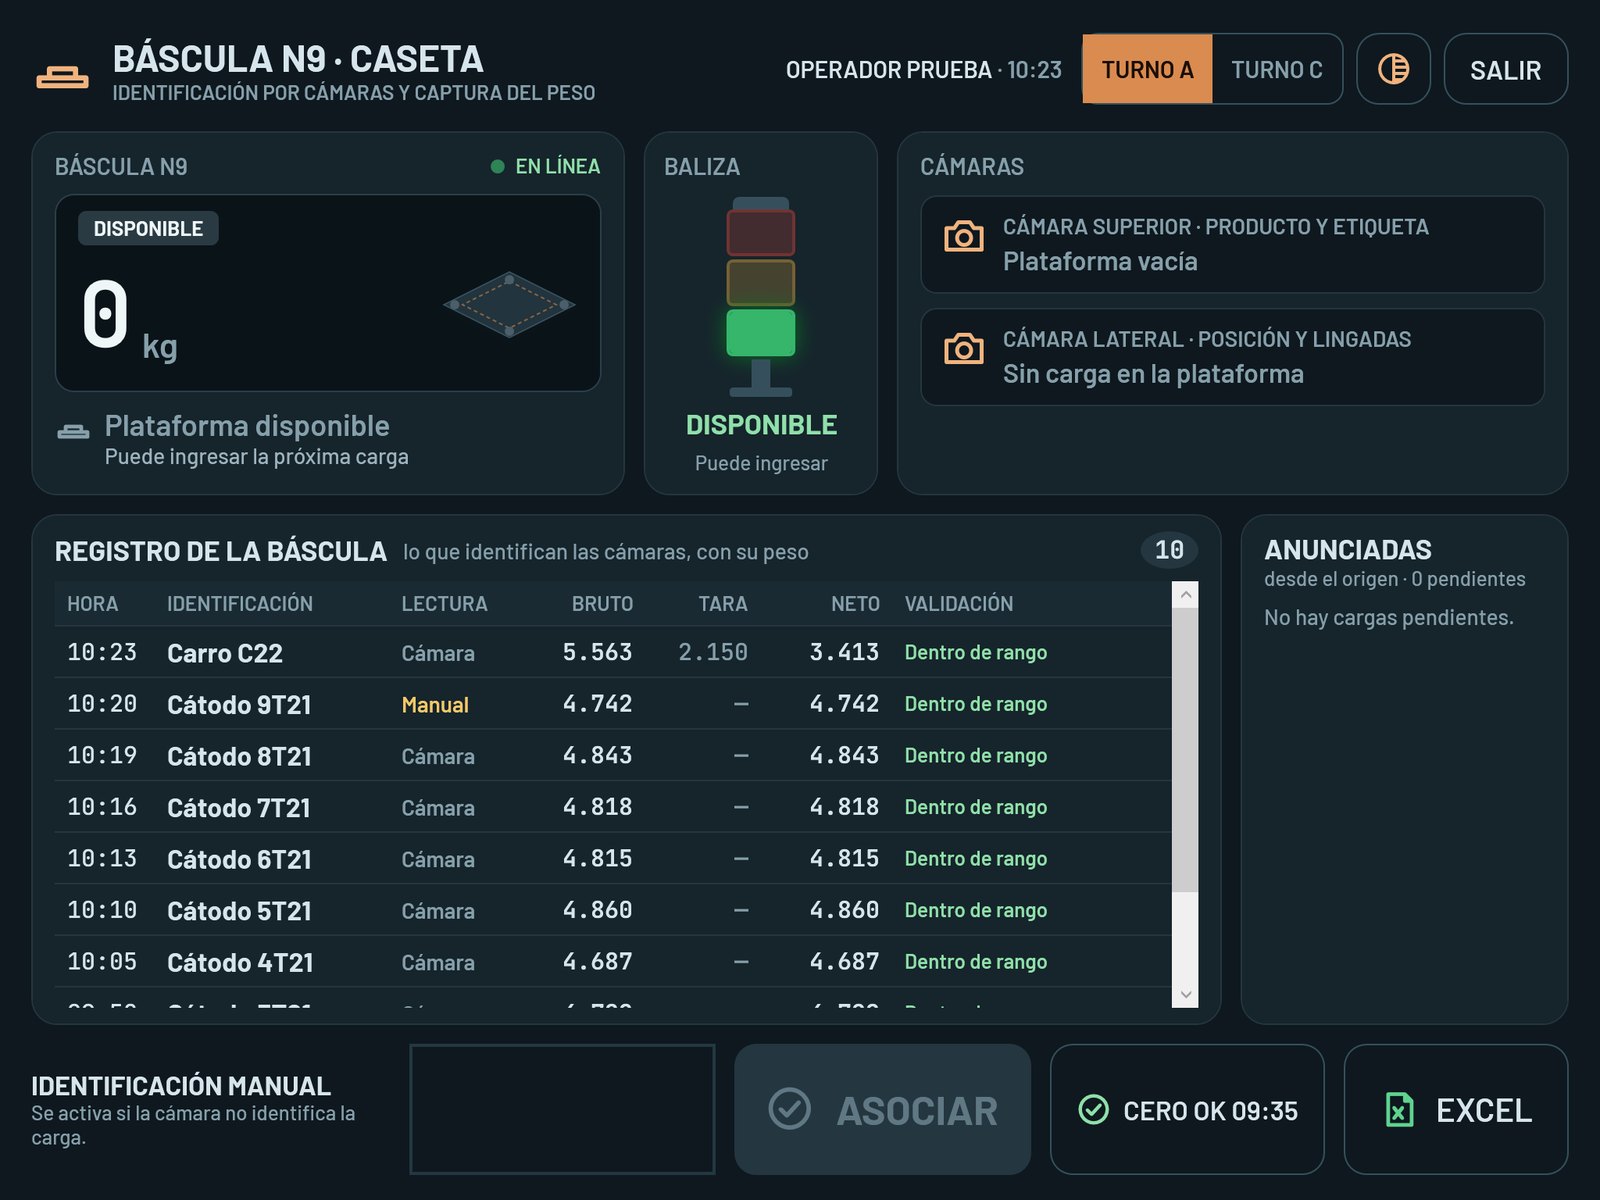 BÁSCULA N9 · CASETA
IDENTIFICACIÓN POR CÁMARAS Y CAPTURA DEL PESO
OPERADOR PRUEBA · 10:23
TURNO A
TURNO C
SALIR
BÁSCULA N9
EN LÍNEA
DISPONIBLE
0 kg
Plataforma disponible
Puede ingresar la próxima carga
BALIZA
DISPONIBLE
Puede ingresar
CÁMARAS
CÁMARA SUPERIOR · PRODUCTO Y ETIQUETA
Plataforma vacía
CÁMARA LATERAL · POSICIÓN Y LINGADAS
Sin carga en la plataforma
REGISTRO DE LA BÁSCULA lo que identifican las cámaras, con su peso 10
HORA IDENTIFICACIÓN LECTURA BRUTO TARA NETO VALIDACIÓN
10:23 Carro C22 Cámara 5.563 2.150 3.413 Dentro de rango
10:20 Cátodo 9T21 Manual 4.742 — 4.742 Dentro de rango
10:19 Cátodo 8T21 Cámara 4.843 — 4.843 Dentro de rango
10:16 Cátodo 7T21 Cámara 4.818 — 4.818 Dentro de rango
10:13 Cátodo 6T21 Cámara 4.815 — 4.815 Dentro de rango
10:10 Cátodo 5T21 Cámara 4.860 — 4.860 Dentro de rango
10:05 Cátodo 4T21 Cámara 4.687 — 4.687 Dentro de rango
ANUNCIADAS
desde el origen · 0 pendientes
No hay cargas pendientes.
IDENTIFICACIÓN MANUAL
Se activa si la cámara no identifica la
carga.
ASOCIAR
CERO OK 09:35
EXCEL